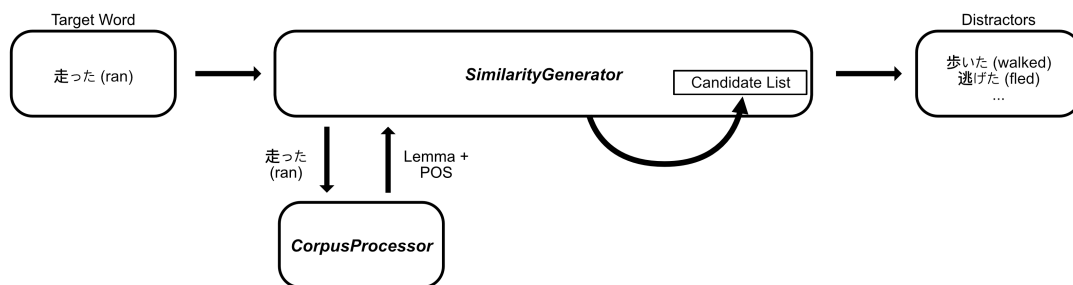 Target Word
走った (ran)
SimilarityGenerator
Candidate List
Distractors
歩いた (walked)
逃げた (fled)
...
走った
(ran)
Lemma +
POS
CorpusProcessor